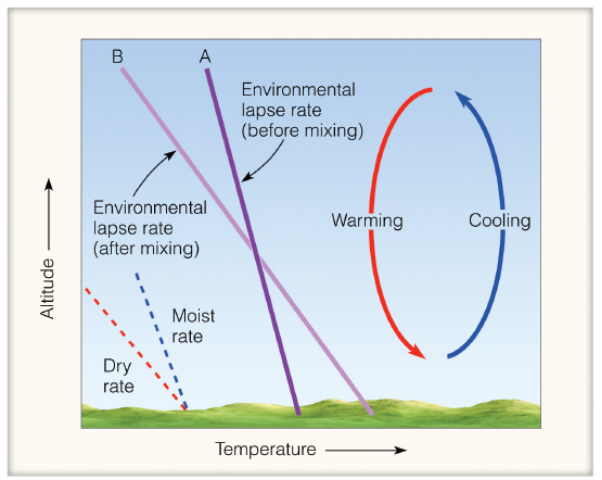 B
A
Environmental
lapse rate
(before mixing)
Environmental
lapse rate
(after mixing)
Warming
Cooling
Moist
rate
Dry
rate
Altitude
Temperature